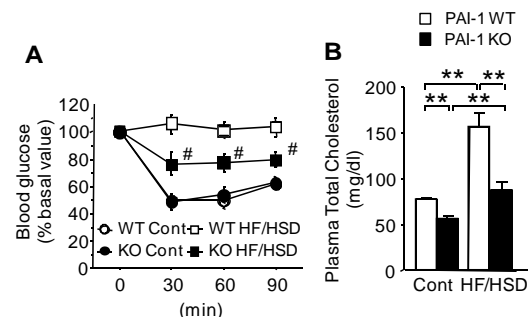 PAI-1 WT
PAI-1 KO
A
Blood glucose
(% basal value)
120
100
80
60
40
20
0
# # #
WT Cont WT HF/HSD
KO Cont KO HF/HSD
0 30 60 90
(min)
B
Plasma Total Cholesterol
(mg/dl)
200
150
100
50
0
** **
** **
Cont HF/HSD